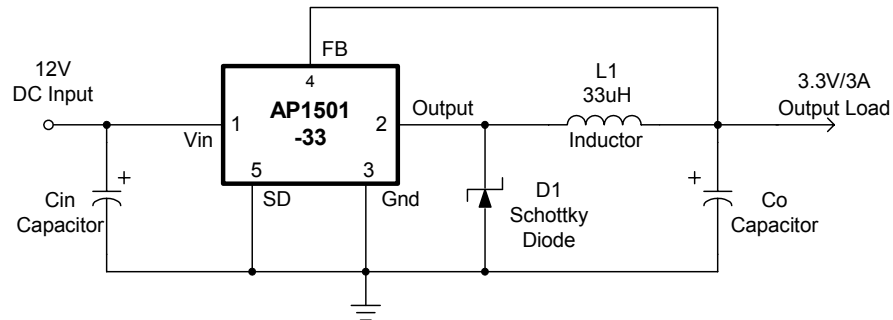 FB
12V
DC Input
4
AP1501
-33
1
2
Vin
Output
L1
33uH
Inductor
3.3V/3A
Output Load
5
3
SD
Gnd
+
Cin
Capacitor
D1
Schottky
Diode
+
Co
Capacitor